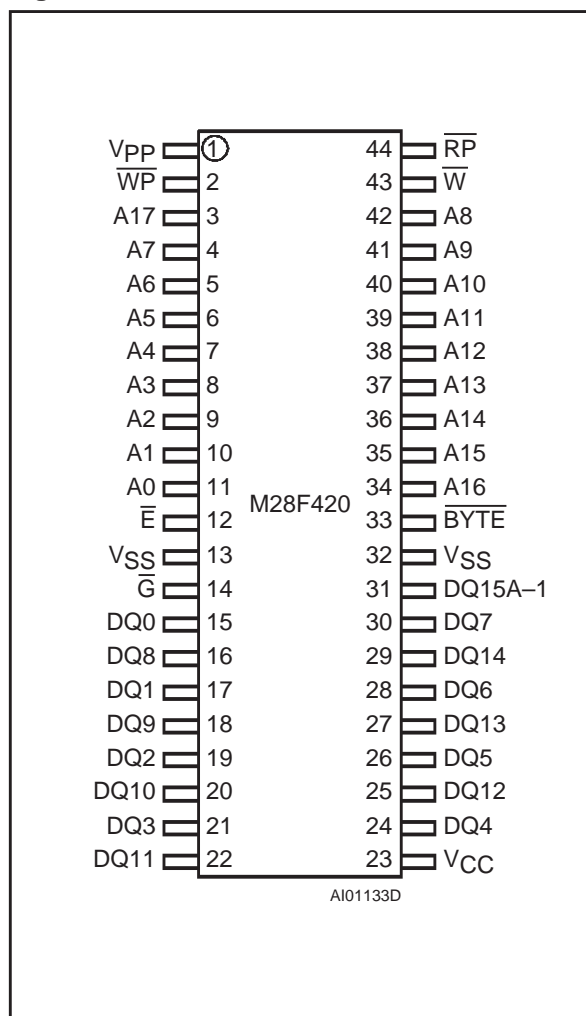 VPP 1 44 R̅P̅
W̅P̅ 2 43 W̅
A17 3 42 A8
A7 4 41 A9
A6 5 40 A10
A5 6 39 A11
A4 7 38 A12
A3 8 37 A13
A2 9 36 A14
A1 10 35 A15
A0 11 34 A16
M28F420
E̅ 12 33 B̅Y̅T̅E̅
VSS 13 32 VSS
G̅ 14 31 DQ15A–1
DQ0 15 30 DQ7
DQ8 16 29 DQ14
DQ1 17 28 DQ6
DQ9 18 27 DQ13
DQ2 19 26 DQ5
DQ10 20 25 DQ12
DQ3 21 24 DQ4
DQ11 22 23 VCC
AI01133D